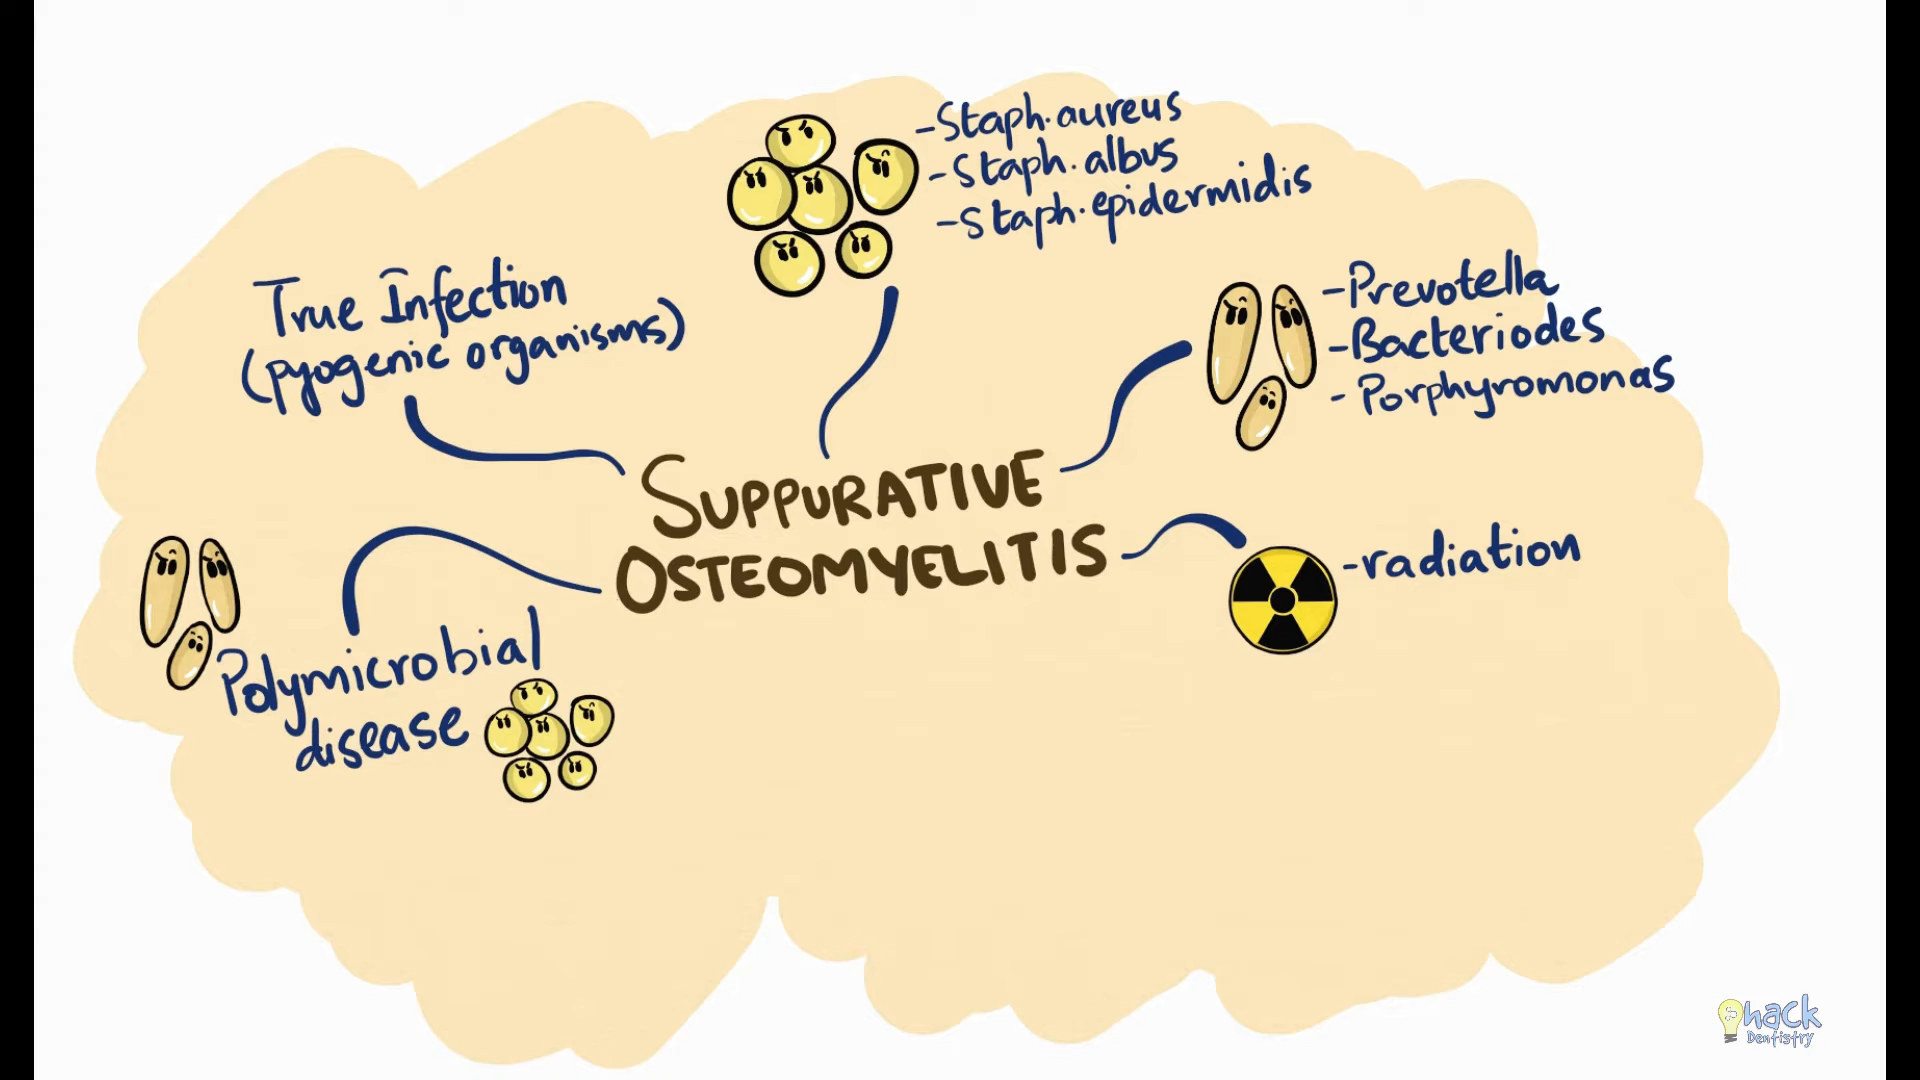 -Staph.aureus
-Staph.albus
-Staph.epidermidis
True Infection
(pyogenic organisms)
-Prevotella
-Bacteriodes
-Porphyromonas
SUPPURATIVE
OSTEOMYELITIS
-radiation
Polymicrobial
disease
hack
Dentistry